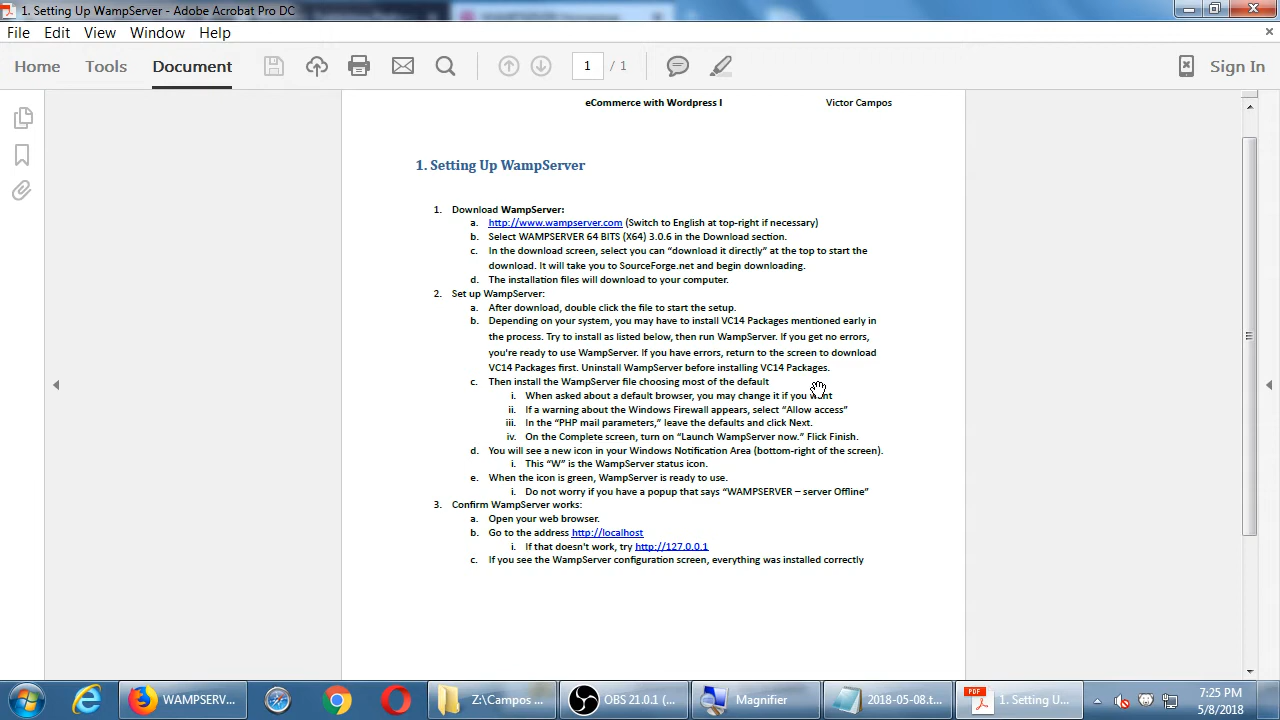 1. Setting Up WampServer - Adobe Acrobat Pro DC
File Edit View Window Help
Home Tools Document 1 / 1 Sign In
eCommerce with Wordpress I Victor Campos
1. Setting Up WampServer
1. Download WampServer:
a. http://www.wampserver.com (Switch to English at top-right if necessary)
b. Select WAMPSERVER 64 BITS (X64) 3.0.6 in the Download section.
c. In the download screen, select you can “download it directly” at the top to start the
download. It will take you to SourceForge.net and begin downloading.
d. The installation files will download to your computer.
2. Set up WampServer:
a. After download, double click the file to start the setup.
b. Depending on your system, you may have to install VC14 Packages mentioned early in
the process. Try to install as listed below, then run WampServer. If you get no errors,
you're ready to use WampServer. If you have errors, return to the screen to download
VC14 Packages first. Uninstall WampServer before installing VC14 Packages.
c. Then install the WampServer file choosing most of the default
i. When asked about a default browser, you may change it if you want
ii. If a warning about the Windows Firewall appears, select “Allow access”
iii. In the “PHP mail parameters,” leave the defaults and click Next.
iv. On the Complete screen, turn on “Launch WampServer now.” Flick Finish.
d. You will see a new icon in your Windows Notification Area (bottom-right of the screen).
i. This “W” is the WampServer status icon.
e. When the icon is green, WampServer is ready to use.
i. Do not worry if you have a popup that says “WAMPSERVER – server Offline”
3. Confirm WampServer works:
a. Open your web browser.
b. Go to the address http://localhost
i. If that doesn't work, try http://127.0.0.1
c. If you see the WampServer configuration screen, everything was installed correctly
WAMPSERV... Z:\Campos ... OBS 21.0.1 (... Magnifier 2018-05-08.t... PDF 1. Setting U... 7:25 PM
5/8/2018